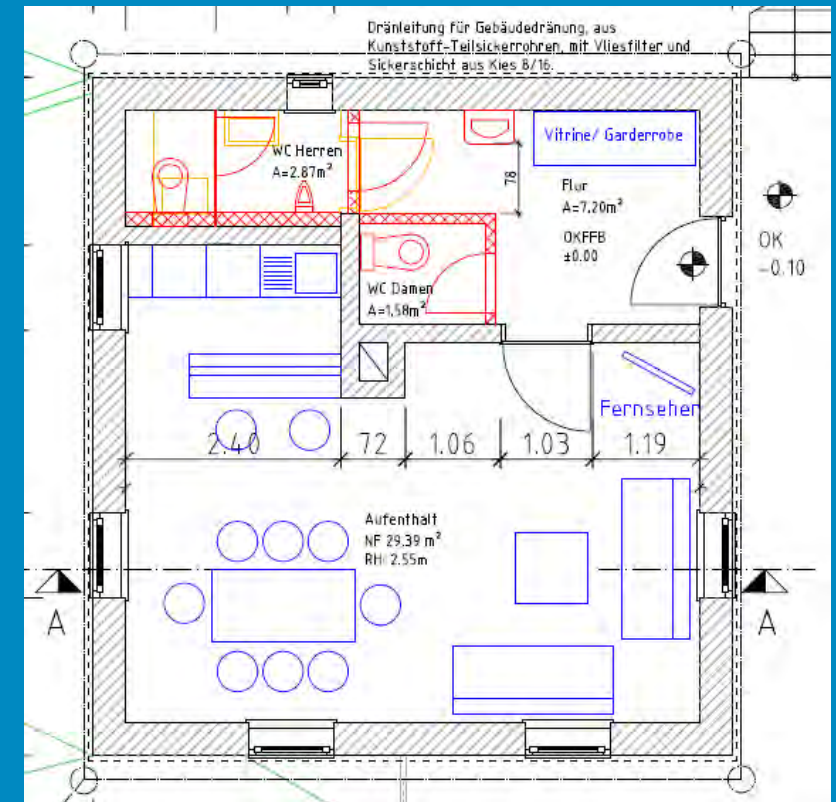 Dränleitung für Gebäudedränung, aus
Kunststoff-Teilsickerrohren, mit Vliesfilter und
Sickerschicht aus Kies 8/16.
Vitrine/ Garderrobe
WC Herren
A=2.87m²
78
Flur
A=7.20m²
OKFFB
±0.00
OK
-0.10
WC Damen
A=1.58m²
Fernseher
2.40
72
1.06
1.03
1.19
Aufenthalt
NF 29.39 m²
RH: 2.55m
A
A